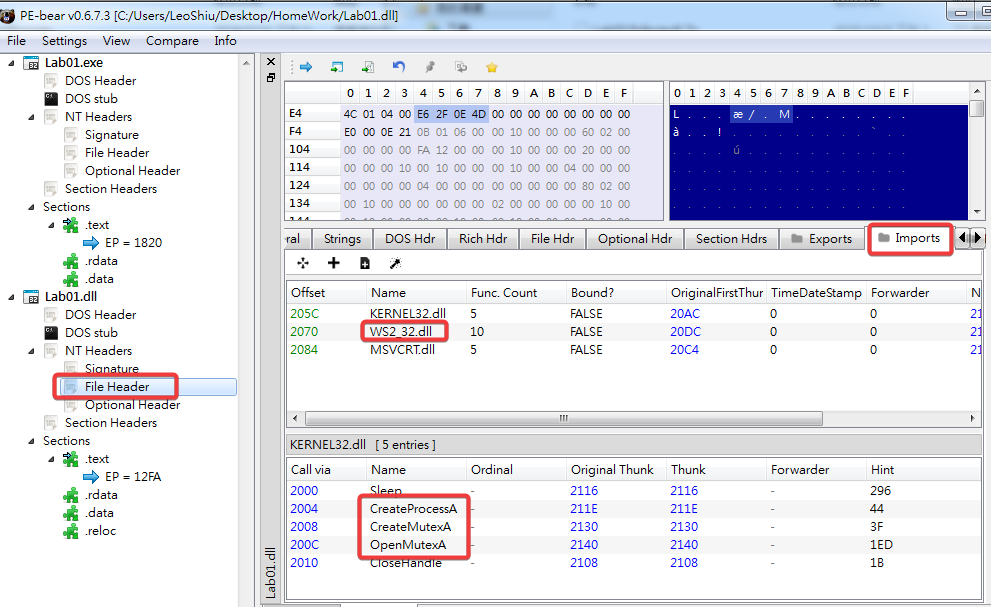 PE-bear v0.6.7.3 [C:/Users/LeoShiu/Desktop/HomeWork/Lab01.dll]
File Settings View Compare Info
Lab01.exe
DOS Header
DOS stub
NT Headers
Signature
File Header
Optional Header
Section Headers
Sections
.text
EP = 1820
.rdata
.data
Lab01.dll
DOS Header
DOS stub
NT Headers
Signature
File Header
Optional Header
Section Headers
Sections
.text
EP = 12FA
.rdata
.data
.reloc
Lab01.dll
0 1 2 3 4 5 6 7 8 9 A B C D E F
E4 4C 01 04 00 E6 2F 0E 4D 00 00 00 00 00 00 00 00
F4 E0 00 0E 21 0B 01 06 00 00 10 00 00 00 60 02 00
104 00 00 00 00 FA 12 00 00 00 10 00 00 00 20 00 00
114 00 00 00 10 00 10 00 00 00 10 00 00 04 00 00 00
124 00 00 00 00 04 00 00 00 00 00 00 00 00 80 02 00
134 00 10 00 00 00 00 00 00 02 00 00 00 00 00 10 00
0 1 2 3 4 5 6 7 8 9 A B C D E F
L . . . æ / . M . . . . . . . .
à . . ! . . . . . . . . . ` . .
. . . . ú . . . . . . . . . . .
. . . . . . . . . . . . . . . .
. . . . . . . . . . . . . . . .
. . . . . . . . . . . . . . . .
ral Strings DOS Hdr Rich Hdr File Hdr Optional Hdr Section Hdrs Exports Imports
Offset Name Func. Count Bound? OriginalFirstThur TimeDateStamp Forwarder N
205C KERNEL32.dll 5 FALSE 20AC 0 0 21
2070 WS2_32.dll 10 FALSE 20DC 0 0 21
2084 MSVCRT.dll 5 FALSE 20C4 0 0 21
KERNEL32.dll [ 5 entries ]
Call via Name Ordinal Original Thunk Thunk Forwarder Hint
2000 Sleep - 2116 2116 - 296
2004 CreateProcessA - 211E 211E - 44
2008 CreateMutexA - 2130 2130 - 3F
200C OpenMutexA - 2140 2140 - 1ED
2010 CloseHandle - 2108 2108 - 1B